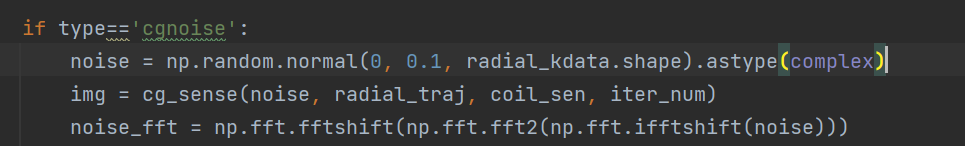 if type=='cgnoise':
noise = np.random.normal(0, 0.1, radial_kdata.shape).astype(complex)
img = cg_sense(noise, radial_traj, coil_sen, iter_num)
noise_fft = np.fft.fftshift(np.fft.fft2(np.fft.ifftshift(noise)))